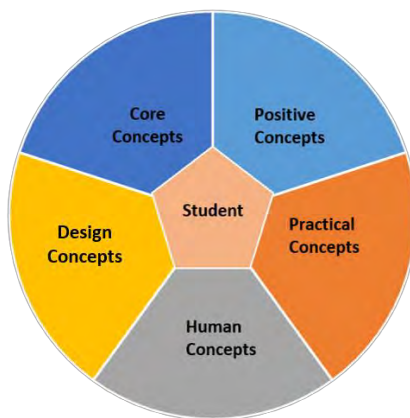 Core
Concepts
Positive
Concepts
Student
Design
Concepts
Practical
Concepts
Human
Concepts